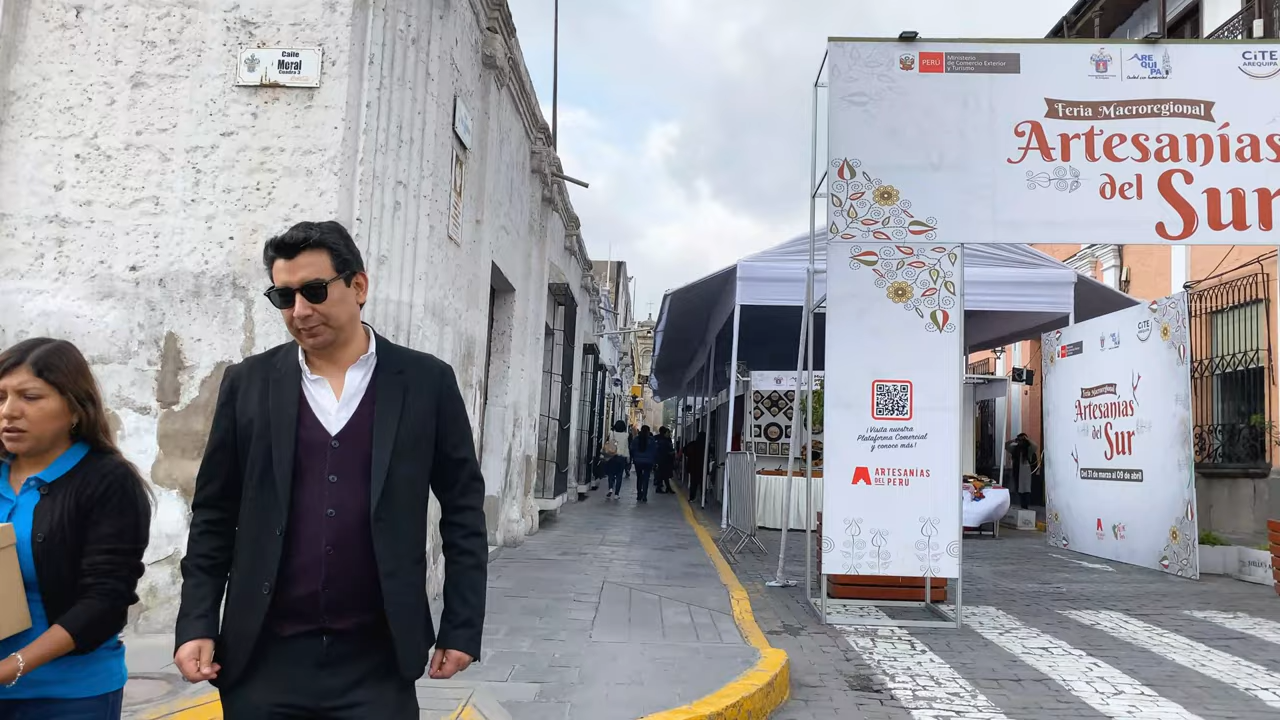 Calle
Moral
Cuadra 3
PERÚ
Ministerio
de Comercio Exterior
y Turismo
AREQUIPA
CITE
AREQUIPA
Feria Macroregional
Artesanías
del Sur
¡Visita nuestra
Plataforma Comercial
y conoce más!
ARTESANÍAS
DEL PERÚ
CITE
Feria Macroregional
Artesanías
del Sur
Del 31 de marzo al 09 de abril